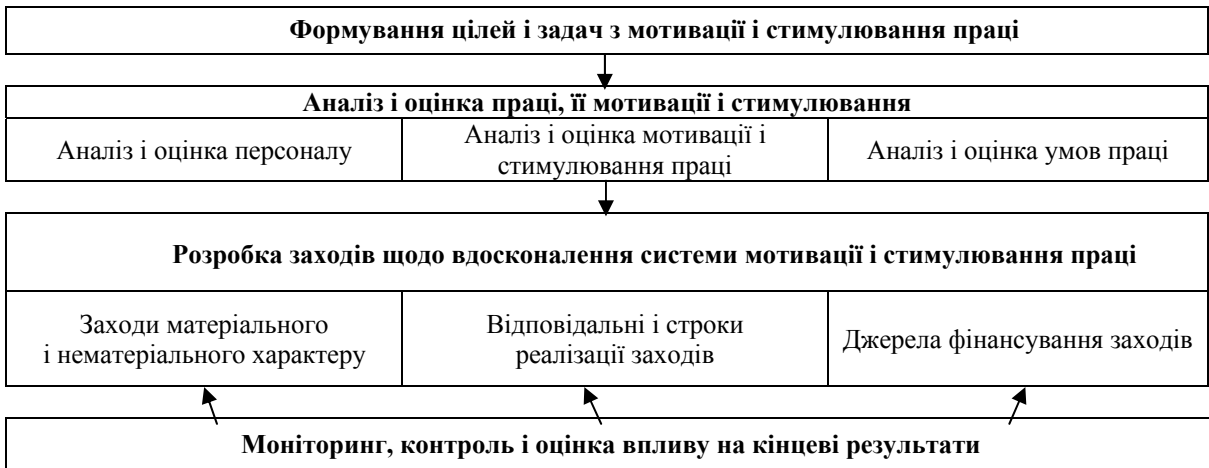 Формування цілей і задач з мотивації і стимулювання праці
Аналіз і оцінка праці, її мотивації і стимулювання
Аналіз і оцінка персоналу
Аналіз і оцінка мотивації і
стимулювання праці
Аналіз і оцінка умов праці
Розробка заходів щодо вдосконалення системи мотивації і стимулювання праці
Заходи матеріального
і нематеріального характеру
Відповідальні і строки
реалізації заходів
Джерела фінансування заходів
Моніторинг, контроль і оцінка впливу на кінцеві результати